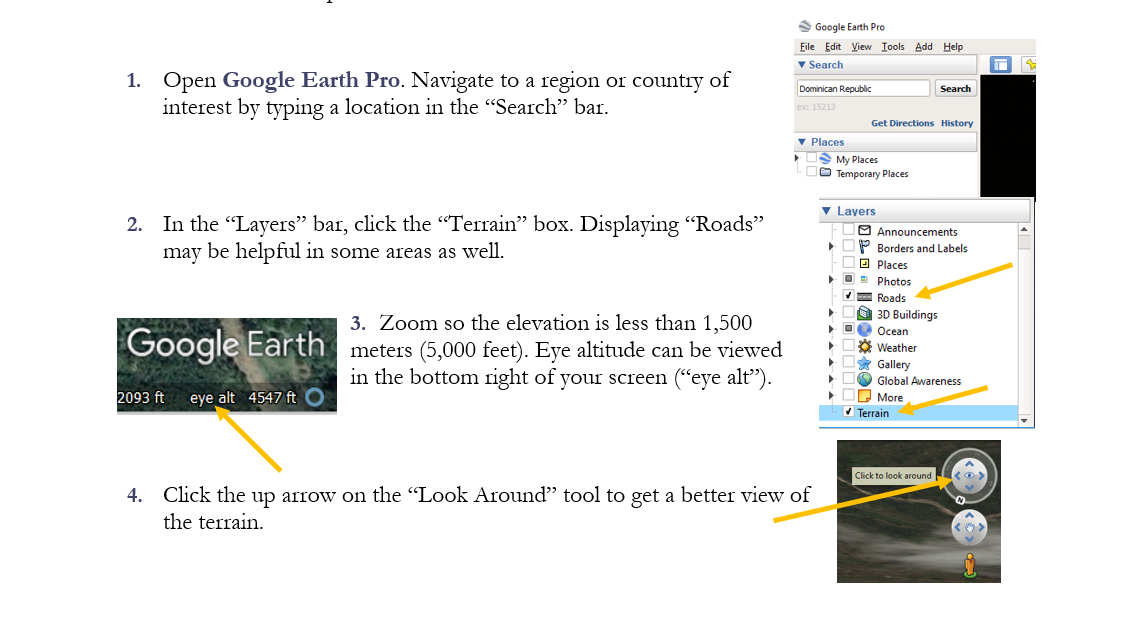 Google Earth Pro
File Edit View Tools Add Help
Search
Dominican Republic Search
ex: 15213
Get Directions History
Places
My Places
Temporary Places
1. Open Google Earth Pro. Navigate to a region or country of
interest by typing a location in the “Search” bar.
2. In the “Layers” bar, click the “Terrain” box. Displaying “Roads”
may be helpful in some areas as well.
Layers
Announcements
Borders and Labels
Places
Photos
Roads
3D Buildings
Ocean
Weather
Gallery
Global Awareness
More
Terrain
Google Earth
2093 ft eye alt 4547 ft
3. Zoom so the elevation is less than 1,500
meters (5,000 feet). Eye altitude can be viewed
in the bottom right of your screen (“eye alt”).
4. Click the up arrow on the “Look Around” tool to get a better view of
the terrain.
Click to look around
N